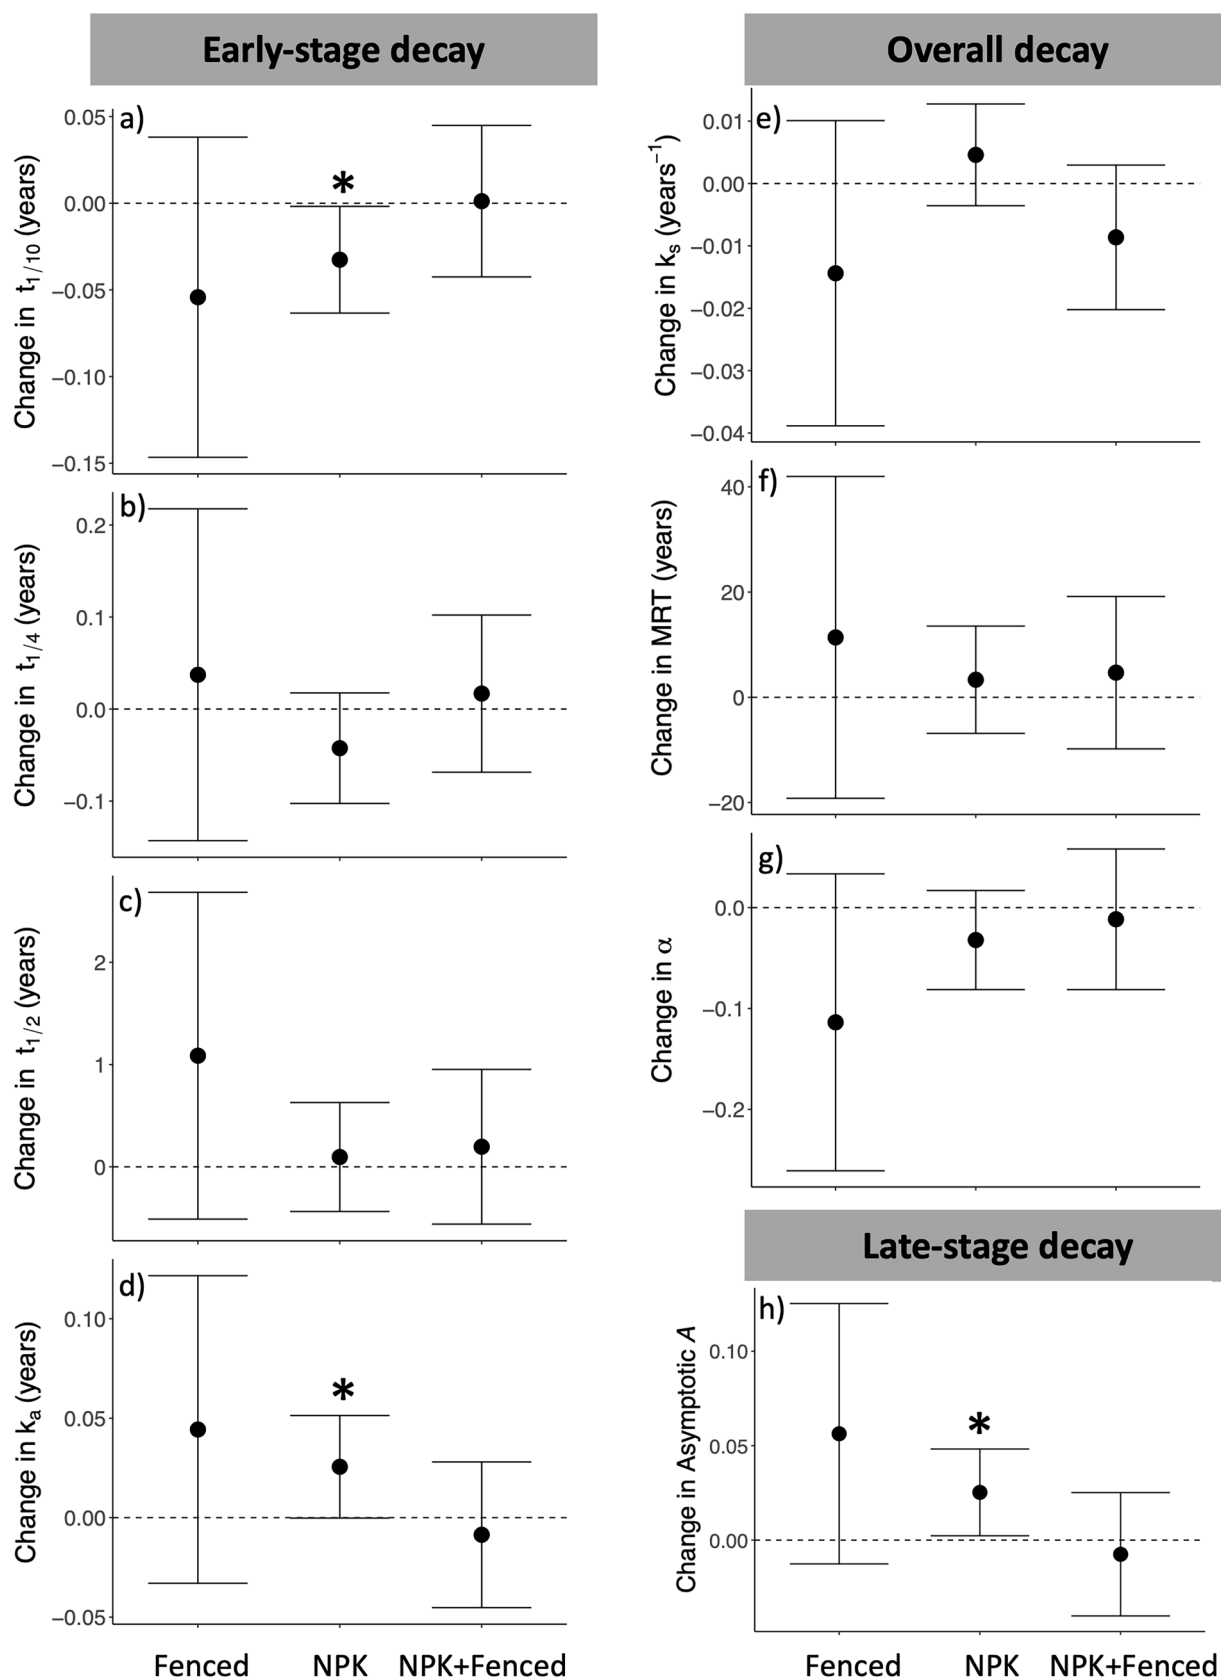 Early-stage decay
a)
0.05
0.00
−0.05
−0.10
−0.15
Change in t1/10 (years)
*
b)
0.2
0.1
0.0
−0.1
Change in t1/4 (years)
c)
2
1
0
Change in t1/2 (years)
d)
0.10
0.05
0.00
−0.05
Change in ka (years)
*
Fenced NPK NPK+Fenced
Overall decay
e)
0.01
0.00
−0.01
−0.02
−0.03
−0.04
Change in ks (years−1)
f)
40
20
0
−20
Change in MRT (years)
g)
0.0
−0.1
−0.2
Change in α
Late-stage decay
h)
0.10
0.05
0.00
Change in Asymptotic A
*
Fenced NPK NPK+Fenced